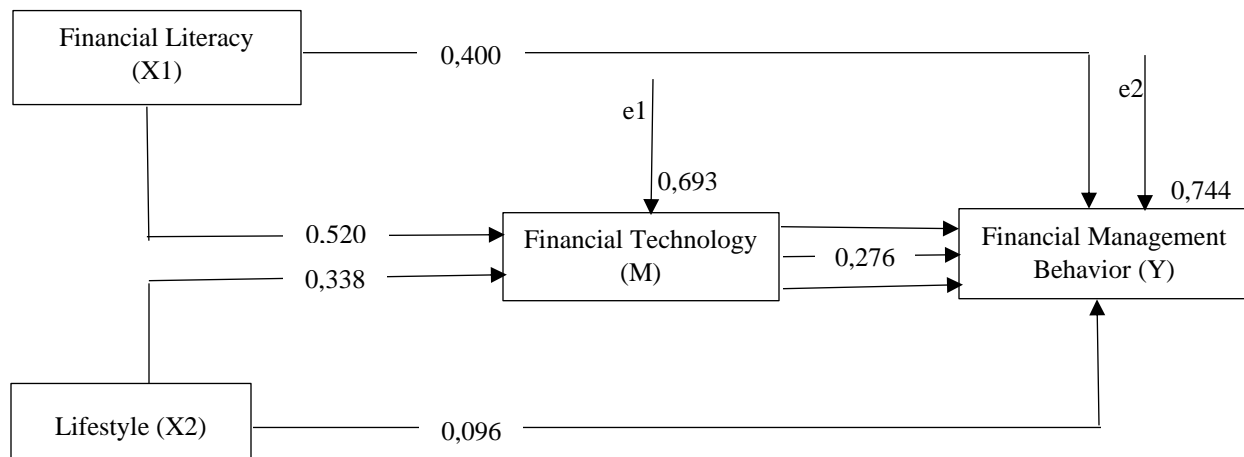 Financial Literacy
(X1)
0,400
e1
e2
0,693
0,744
0.520
0,338
Financial Technology
(M)
0,276
Financial Management
Behavior (Y)
Lifestyle (X2)
0,096